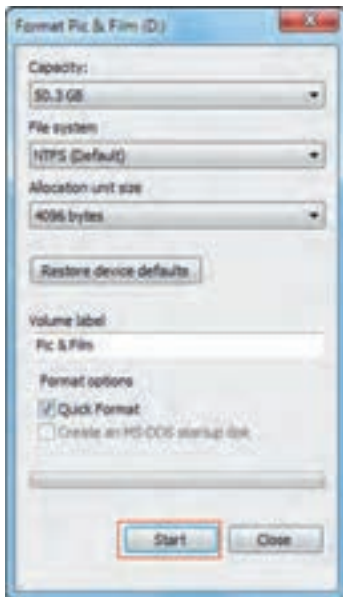 Format Pic & Film (D:)
Capacity:
50.3 GB
File system
NTFS (Default)
Allocation unit size
4096 bytes
Restore device defaults
Volume label
Pic & Film
Format options
Quick Format
Create an MS-DOS startup disk
Start
Close